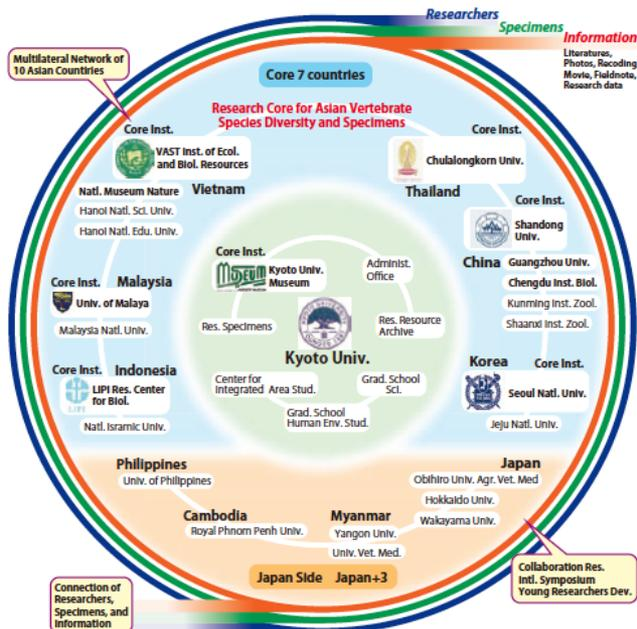 Researchers
Specimens
Information
Literatures,
Photos, Recoding
Movie, Fieldnote,
Research data
Multilateral Network of
10 Asian Countries
Core 7 countries
Research Core for Asian Vertebrate
Species Diversity and Specimens
Core Inst.
VAST Inst. of Ecol.
and Biol. Resources
Vietnam
Natl. Museum Nature
Hanoi Natl. Sci. Univ.
Hanoi Natl. Edu. Univ.
Core Inst.
Chulalongkorn Univ.
Thailand
Core Inst.
Shandong
Univ.
China
Guangzhou Univ.
Chengdu Inst. Biol.
Kunming Inst. Zool.
Shaanxi Inst. Zool.
Core Inst.
Malaysia
Univ. of Malaya
Malaysia Natl. Univ.
Core Inst.
MUSEUM
Kyoto Univ.
Museum
Administ.
Office
Res. Specimens
Res. Resource
Archive
Kyoto Univ.
Center for
Integrated Area Stud.
Grad. School
Sci.
Grad. School
Human Env. Stud.
Core Inst.
Indonesia
LIPI
LIPI Res. Center
for Biol.
Natl. Isramic Univ.
Korea
Core Inst.
Seoul Natl. Univ.
Jeju Natl. Univ.
Philippines
Univ. of Philippines
Cambodia
Royal Phnorn Penh Univ.
Myanmar
Yangon Univ.
Univ. Vet. Med.
Japan
Obihiro Univ. Agr. Vet. Med
Hokkaido Univ.
Wakayama Univ.
Japan Side Japan+3
Connection of
Researchers,
Specimens, and
Information
Collaboration Res.
Intl. Symposium
Young Researchers Dev.